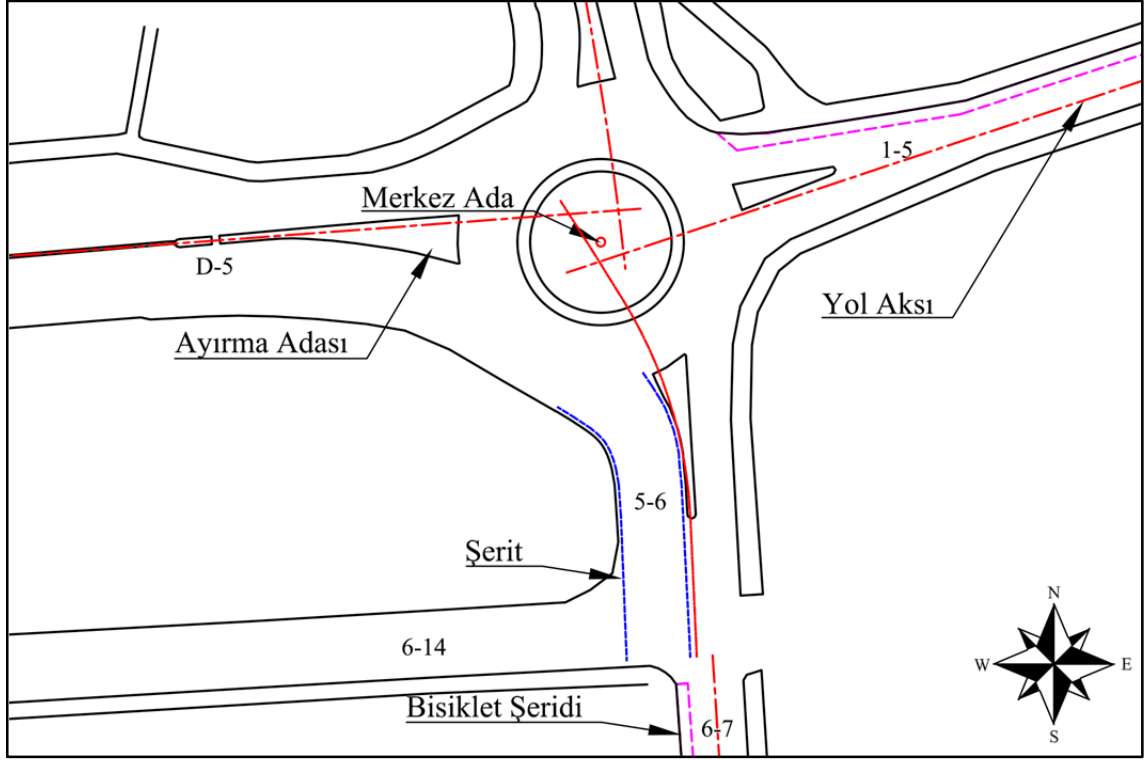 1-5
Merkez Ada
D-5
Yol Aksı
Ayırma Adası
5-6
Şerit
N
W
E
S
6-14
Bisiklet Şeridi
6-7